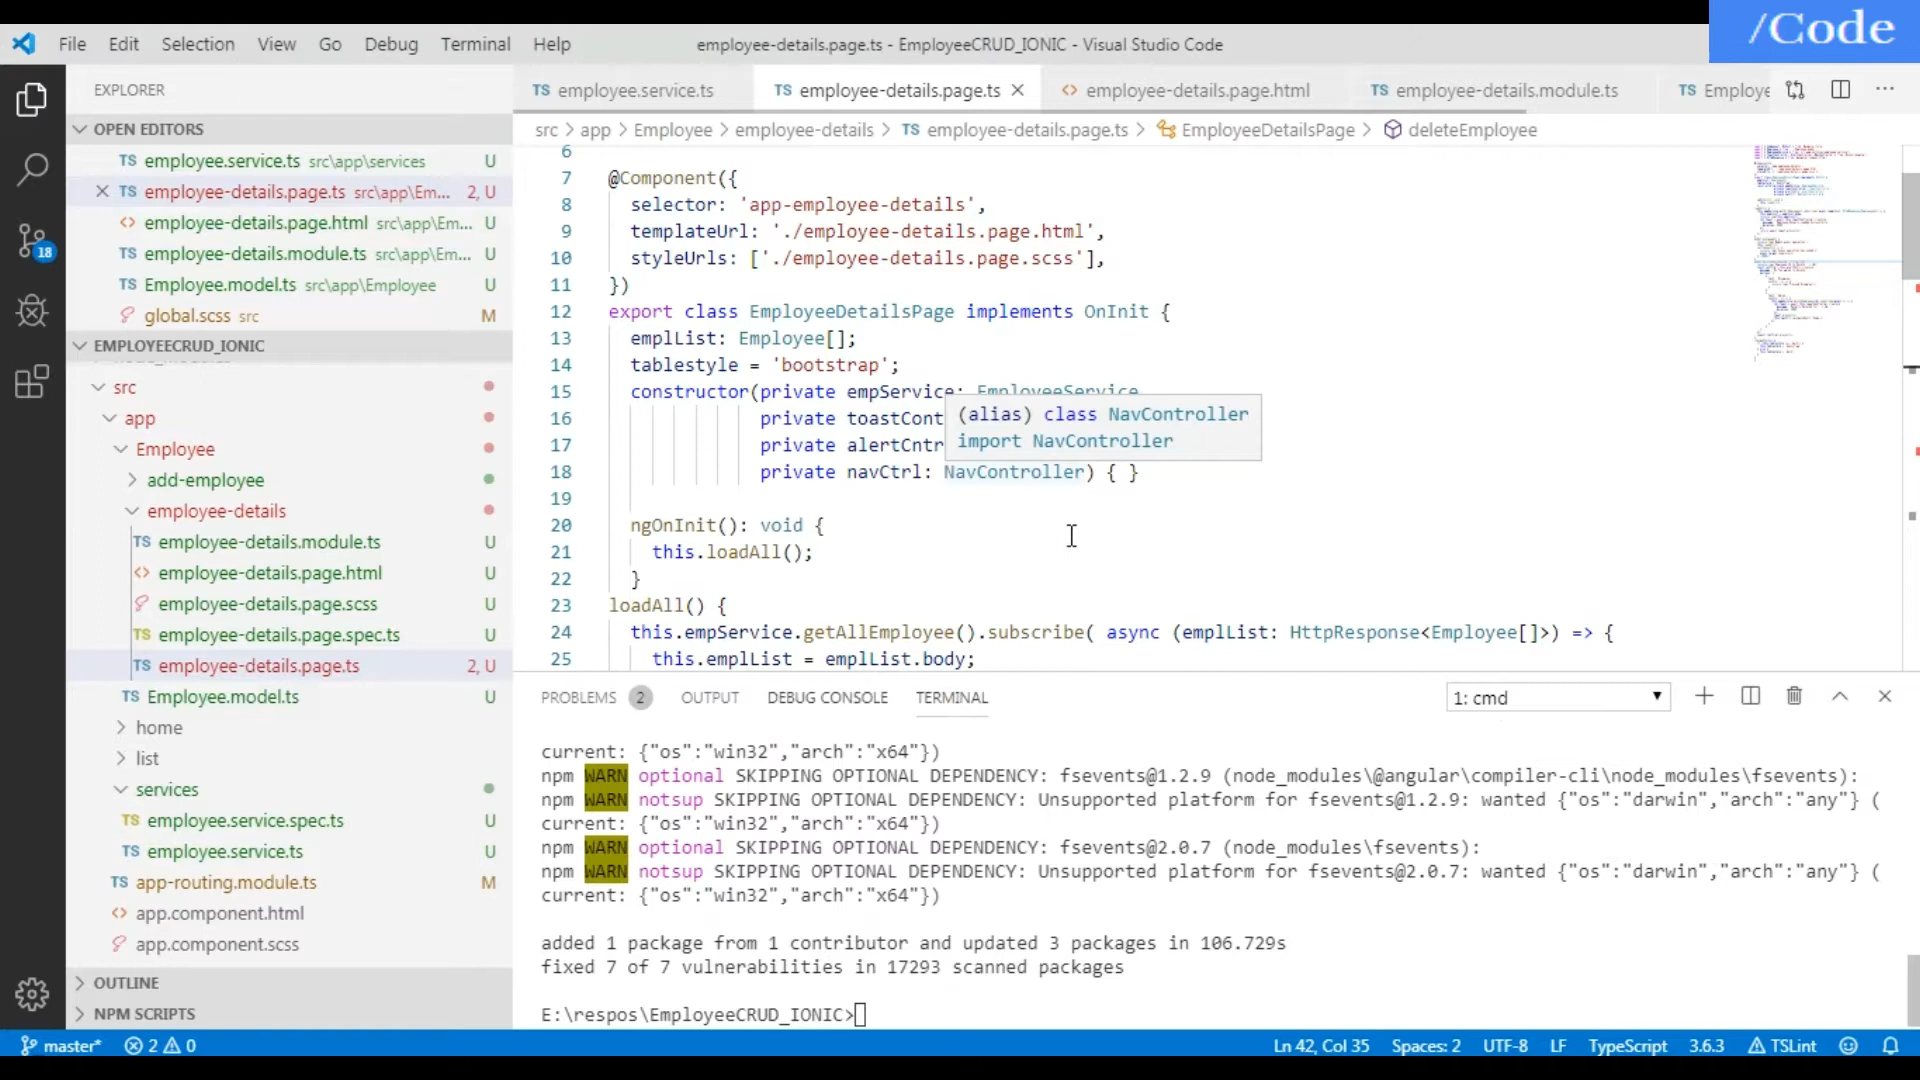 /Code
File Edit Selection View Go Debug Terminal Help
employee-details.page.ts - EmployeeCRUD_IONIC - Visual Studio Code
EXPLORER
OPEN EDITORS
TS employee.service.ts src\app\services U
TS employee-details.page.ts src\app\Em... 2, U
<> employee-details.page.html src\app\Em... U
TS employee-details.module.ts src\app\Em... U
TS Employee.model.ts src\app\Employee U
global.scss src M
EMPLOYEECRUD_IONIC
src
app
Employee
add-employee
employee-details
TS employee-details.module.ts U
<> employee-details.page.html U
employee-details.page.scss U
TS employee-details.page.spec.ts U
TS employee-details.page.ts 2, U
TS Employee.model.ts U
home
list
services
TS employee.service.spec.ts U
TS employee.service.ts U
TS app-routing.module.ts M
<> app.component.html
app.component.scss
OUTLINE
NPM SCRIPTS
18
TS employee.service.ts TS employee-details.page.ts <> employee-details.page.html TS employee-details.module.ts TS Employe
src > app > Employee > employee-details > TS employee-details.page.ts > EmployeeDetailsPage > deleteEmployee
6
7 @Component({
8 selector: 'app-employee-details',
9 templateUrl: './employee-details.page.html',
10 styleUrls: ['./employee-details.page.scss'],
11 })
12 export class EmployeeDetailsPage implements OnInit {
13 emplList: Employee[];
14 tablestyle = 'bootstrap';
15 constructor(private empService: EmployeeService
16 private toastCont
17 private alertCntr
18 private navCtrl: NavController) { }
(alias) class NavController
import NavController
19
20 ngOnInit(): void {
21 this.loadAll();
22 }
23 loadAll() {
24 this.empService.getAllEmployee().subscribe( async (emplList: HttpResponse<Employee[]>) => {
25 this.emplList = emplList.body;
PROBLEMS 2 OUTPUT DEBUG CONSOLE TERMINAL 1: cmd
current: {"os":"win32","arch":"x64"})
npm WARN optional SKIPPING OPTIONAL DEPENDENCY: fsevents@1.2.9 (node_modules\@angular\compiler-cli\node_modules\fsevents):
npm WARN notsup SKIPPING OPTIONAL DEPENDENCY: Unsupported platform for fsevents@1.2.9: wanted {"os":"darwin","arch":"any"} (
current: {"os":"win32","arch":"x64"})
npm WARN optional SKIPPING OPTIONAL DEPENDENCY: fsevents@2.0.7 (node_modules\fsevents):
npm WARN notsup SKIPPING OPTIONAL DEPENDENCY: Unsupported platform for fsevents@2.0.7: wanted {"os":"darwin","arch":"any"} (
current: {"os":"win32","arch":"x64"})
added 1 package from 1 contributor and updated 3 packages in 106.729s
fixed 7 of 7 vulnerabilities in 17293 scanned packages
E:\respos\EmployeeCRUD_IONIC>
master* 2 0 Ln 42, Col 35 Spaces: 2 UTF-8 LF TypeScript 3.6.3 TSLint